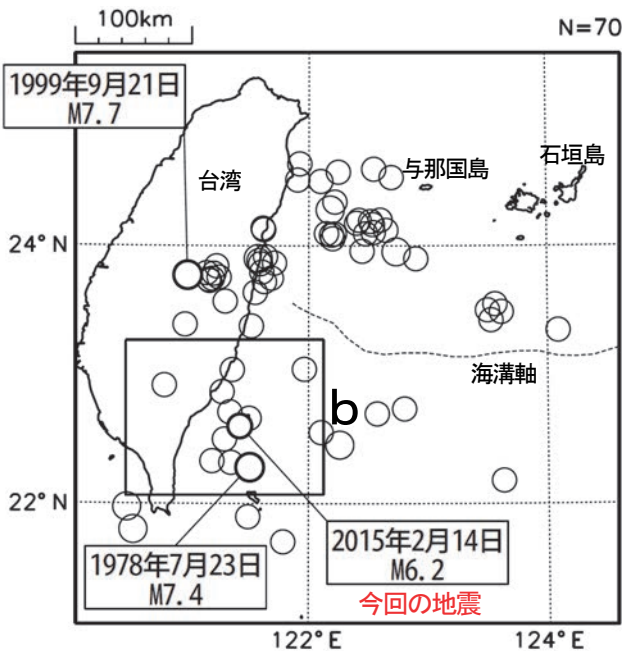 100km
N=70
1999年9月21日
M7.7
台湾
与那国島
石垣島
24°N
海溝軸
b
22°N
1978年7月23日
M7.4
2015年2月14日
M6.2
今回の地震
122°E
124°E